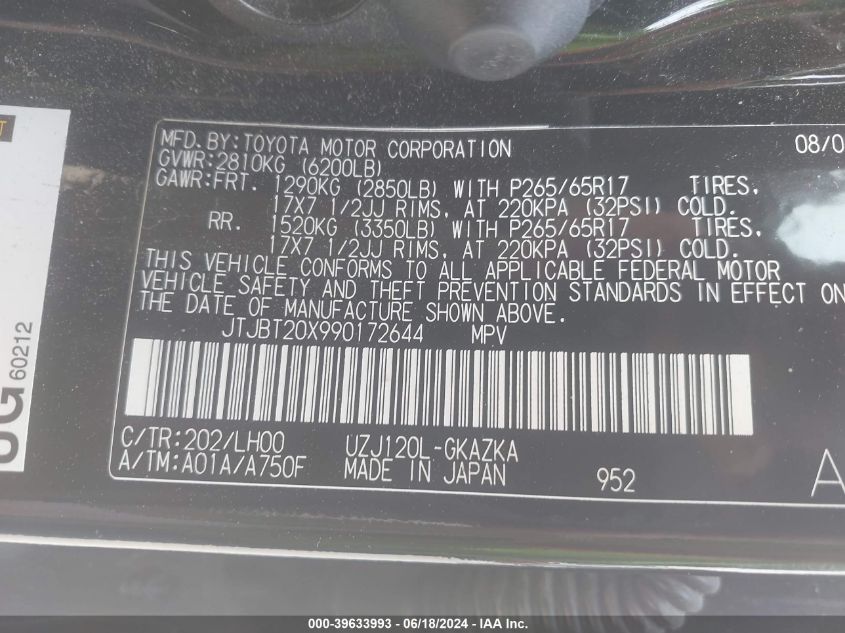 MFD. BY: TOYOTA MOTOR CORPORATION 08/0
GVWR: 2810KG (6200LB)
GAWR: FRT. 1290KG (2850LB) WITH P265/65R17 TIRES,
17X7 1/2JJ RIMS, AT 220KPA (32PSI) COLD.
RR. 1520KG (3350LB) WITH P265/65R17 TIRES,
17X7 1/2JJ RIMS, AT 220KPA (32PSI) COLD.
THIS VEHICLE CONFORMS TO ALL APPLICABLE FEDERAL MOTOR
VEHICLE SAFETY AND THEFT PREVENTION STANDARDS IN EFFECT ON
THE DATE OF MANUFACTURE SHOWN ABOVE.
JTJBT20X990172644 MPV
C/TR: 202/LH00 UZJ120L-GKAZKA
A/TM: A01A/A750F MADE IN JAPAN 952 A
60212
000-39633993 / 06/18/2024 - IAA Inc.